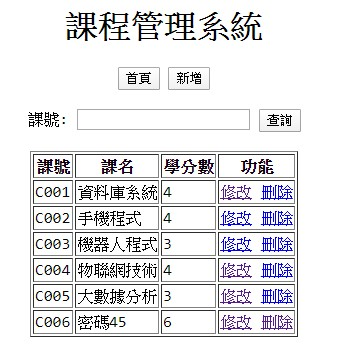 課程管理系統
首頁 新增
課號: 查詢
課號 課名 學分數 功能
C001 資料庫系統 4 修改 刪除
C002 手機程式 4 修改 刪除
C003 機器人程式 3 修改 刪除
C004 物聯網技術 4 修改 刪除
C005 大數據分析 3 修改 刪除
C006 密碼45 6 修改 刪除